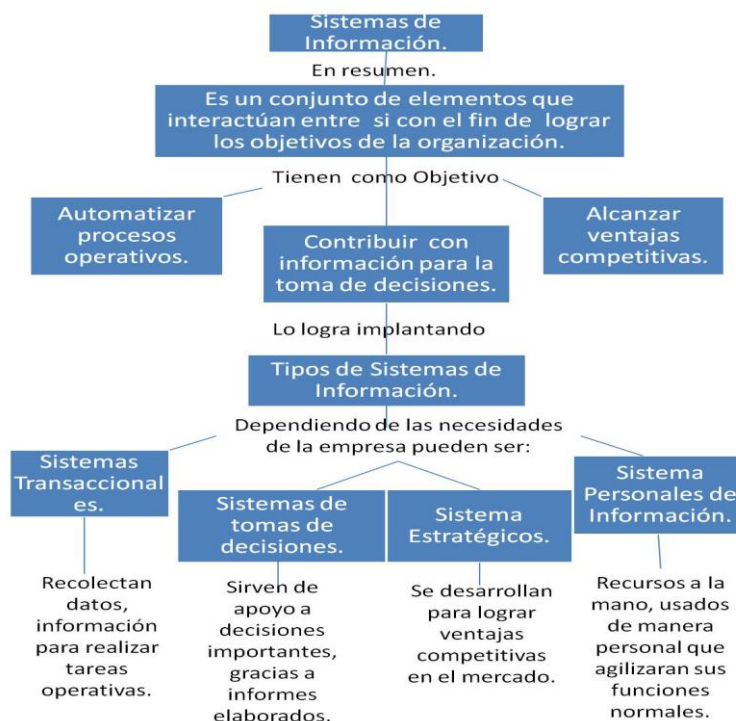 Sistemas de
Información.
En resumen.
Es un conjunto de elementos que
interactúan entre si con el fin de lograr
los objetivos de la organización.
Tienen como Objetivo
Automatizar
procesos
operativos.
Contribuir con
información para la
toma de decisiones.
Alcanzar
ventajas
competitivas.
Lo logra implantando
Tipos de Sistemas de
Información.
Dependiendo de las necesidades
de la empresa pueden ser:
Sistemas
Transaccional
es.
Sistemas de
tomas de
decisiones.
Sistema
Estratégicos.
Sistema
Personales de
Información.
Recolectan
datos,
información
para realizar
tareas
operativas.
Sirven de
apoyo a
decisiones
importantes,
gracias a
informes
elaborados.
Se desarrollan
para lograr
ventajas
competitivas
en el mercado.
Recursos a la
mano, usados
de manera
personal que
agilizaran sus
funciones
normales.